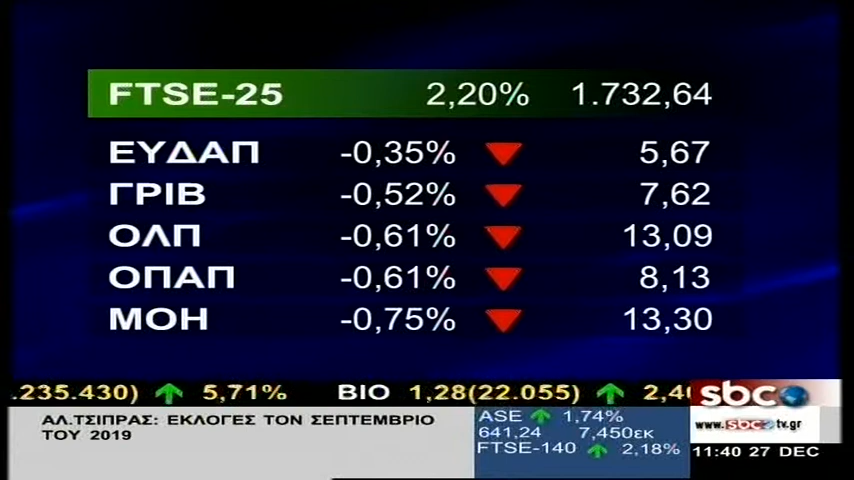 FTSE-25 2,20% 1.732,64
ΕΥΔΑΠ -0,35% 5,67
ΓΡΙΒ -0,52% 7,62
ΟΛΠ -0,61% 13,09
ΟΠΑΠ -0,61% 8,13
ΜΟΗ -0,75% 13,30
.235.430) 5,71% ΒΙΟ 1,28(22.055) 2,4
sbc
www.sbctv.gr
ΑΛ.ΤΣΙΠΡΑΣ: ΕΚΛΟΓΕΣ ΤΟΝ ΣΕΠΤΕΜΒΡΙΟ
ΤΟΥ 2019
ASE 1,74%
641,24 7,450εκ
FTSE-140 2,18%
11:40 27 DEC